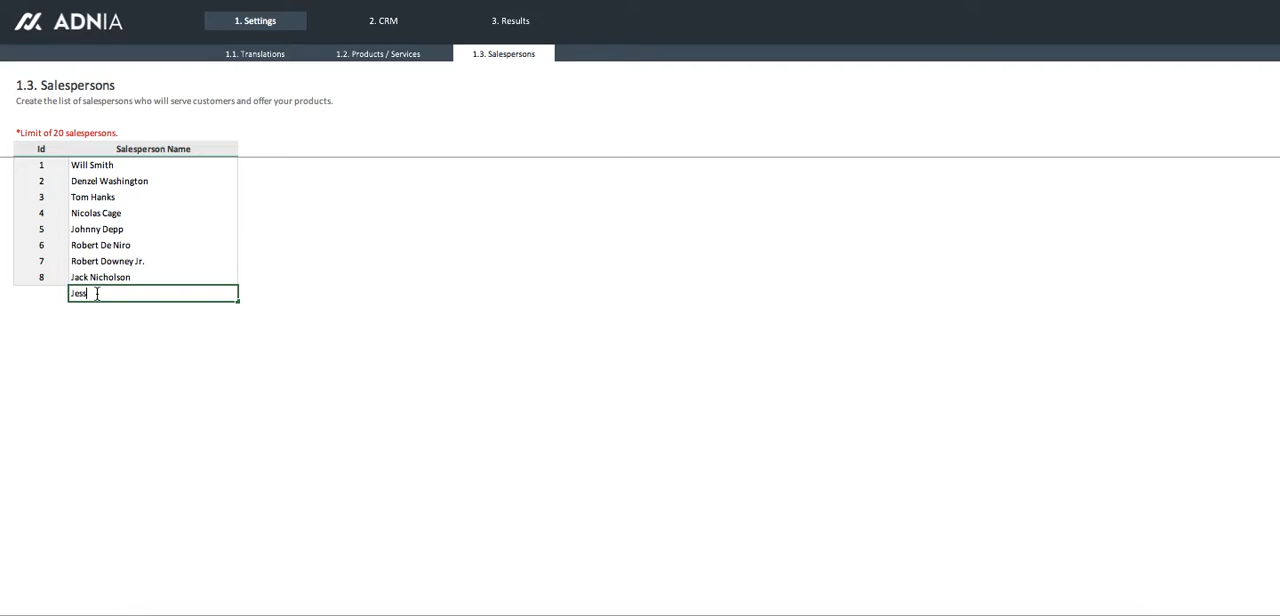 ADNIA
1. Settings
2. CRM
3. Results
1.1. Translations
1.2. Products / Services
1.3. Salespersons
1.3. Salespersons
Create the list of salespersons who will serve customers and offer your products.
*Limit of 20 salespersons.
Id Salesperson Name
1 Will Smith
2 Denzel Washington
3 Tom Hanks
4 Nicolas Cage
5 Johnny Depp
6 Robert De Niro
7 Robert Downey Jr.
8 Jack Nicholson
Jess